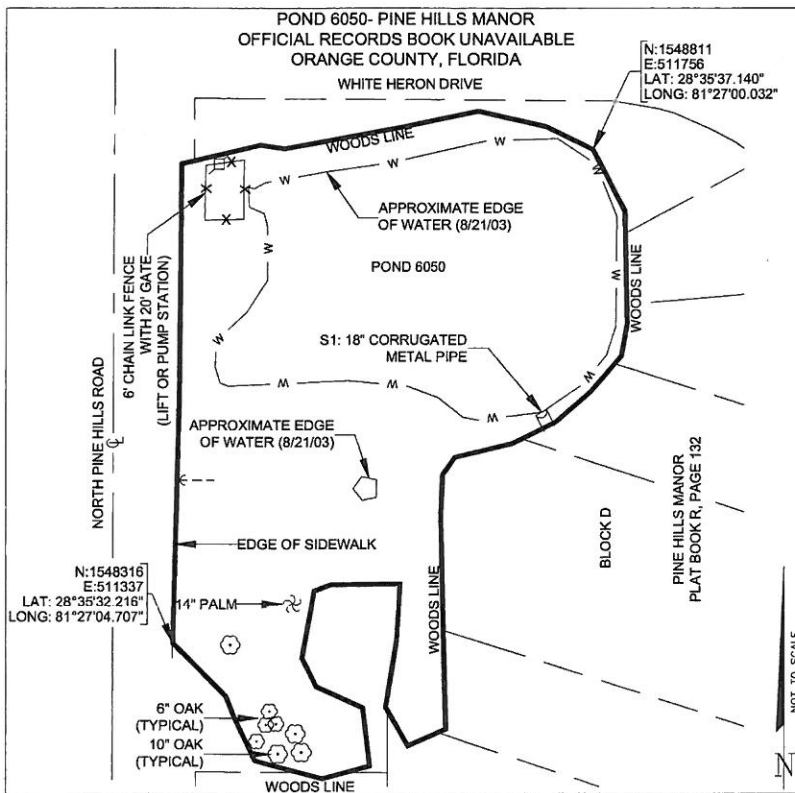 POND 6050- PINE HILLS MANOR
OFFICIAL RECORDS BOOK UNAVAILABLE
ORANGE COUNTY, FLORIDA
WHITE HERON DRIVE
N:1548811
E:511756
LAT: 28°35'37.140"
LONG: 81°27'00.032"
WOODS LINE
W
W
W
W
W
W
W
W
W
W
W
W
APPROXIMATE EDGE
OF WATER (8/21/03)
POND 6050
6' CHAIN LINK FENCE
WITH 20' GATE
(LIFT OR PUMP STATION)
WOODS LINE
S1: 18" CORRUGATED
METAL PIPE
NORTH PINE HILLS ROAD
APPROXIMATE EDGE
OF WATER (8/21/03)
EDGE OF SIDEWALK
BLOCK D
PINE HILLS MANOR
PLAT BOOK R, PAGE 132
N:1548316
E:511337
LAT: 28°35'32.216"
LONG: 81°27'04.707"
14" PALM
WOODS LINE
6" OAK
(TYPICAL)
10" OAK
(TYPICAL)
WOODS LINE
NOT TO SCALE
N